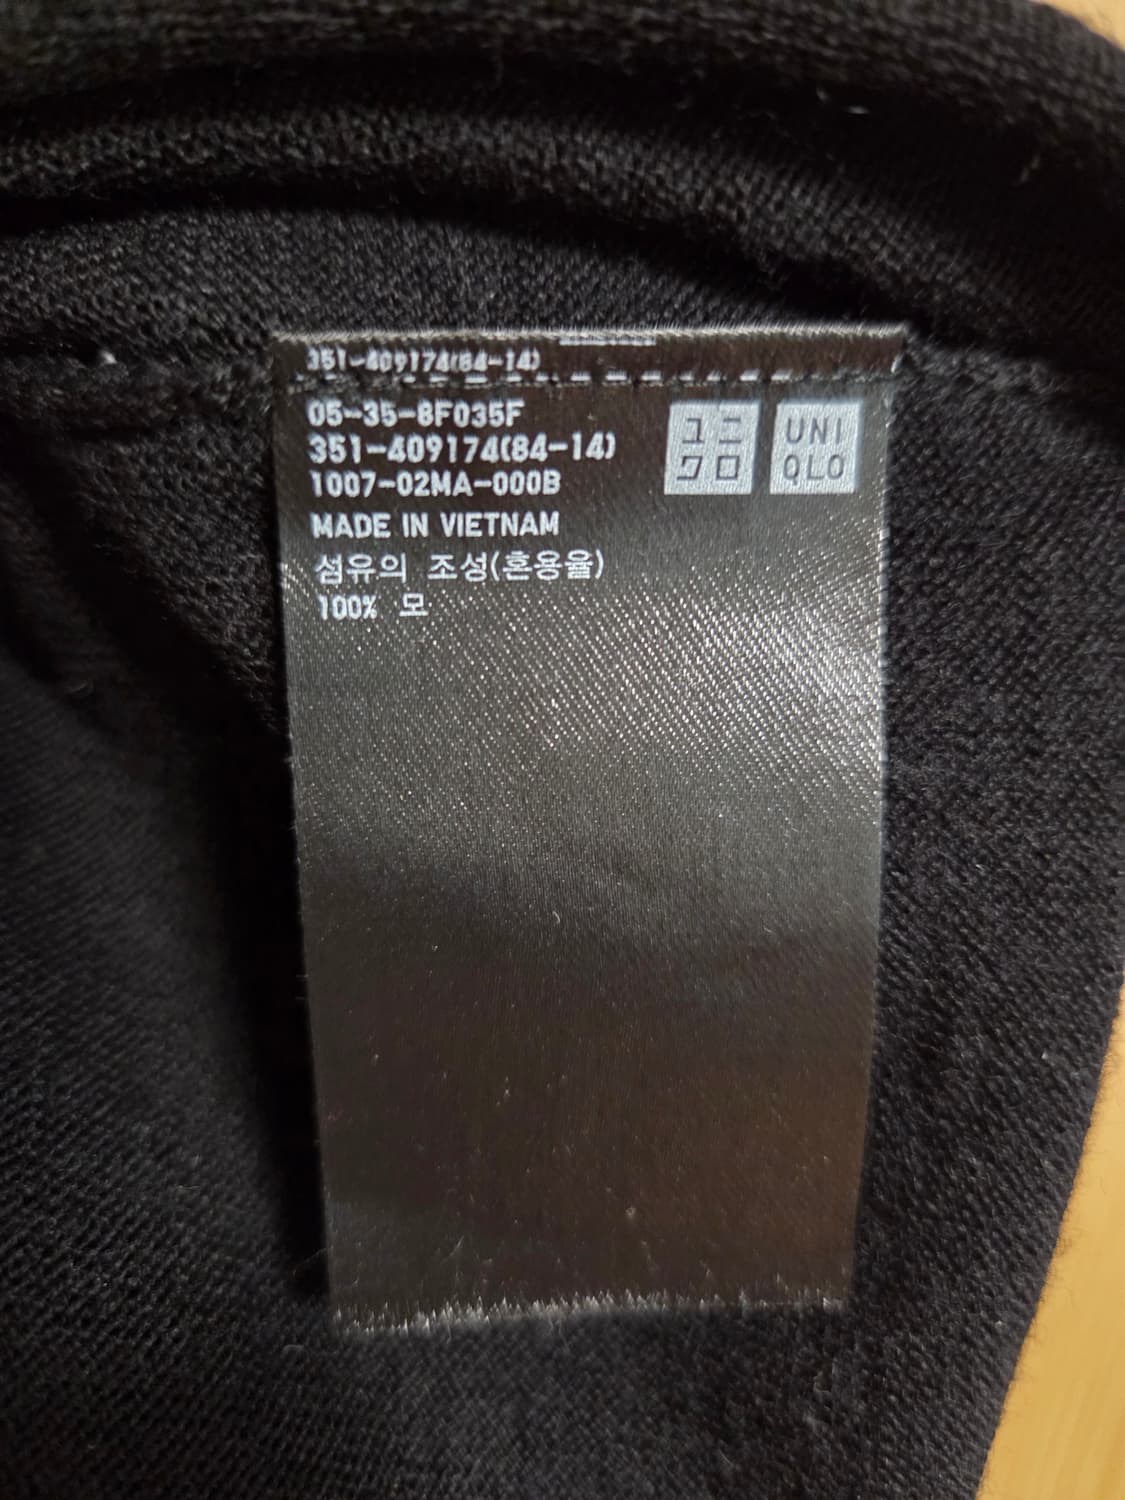 351-409174(84-14)
05-35-8F035F
351-409174(84-14)
1007-02MA-000B
MADE IN VIETNAM
섬유의 조성(혼용율)
100% 모
ユニ
クロ
UNI
QLO